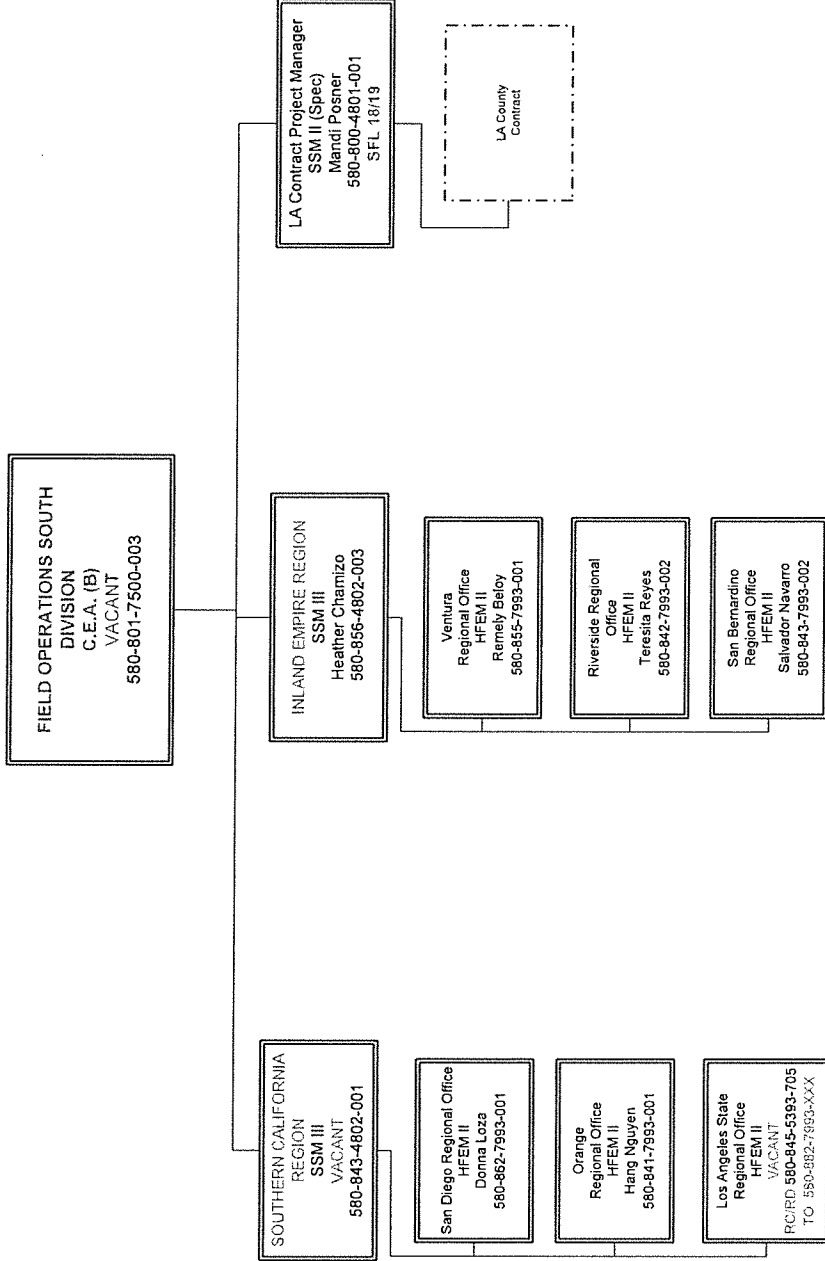 FIELD OPERATIONS SOUTH
DIVISION
C.E.A. (B)
VACANT
580-801-7500-003
SOUTHERN CALIFORNIA
REGION
SSM III
VACANT
580-843-4802-001
San Diego Regional Office
HFEM II
Donna Loza
580-862-7993-001
Orange
Regional Office
HFEM II
Hang Nguyen
580-841-7993-001
Los Angeles State
Regional Office
HFEM II
VACANT
RC/RD 580-845-5393-705
TO 580-882-7993-XXX
INLAND EMPIRE REGION
SSM III
Heather Chamizo
580-856-4802-003
Ventura
Regional Office
HFEM II
Remely Beloy
580-855-7993-001
Riverside Regional
Office
HFEM II
Teresita Reyes
580-842-7993-002
San Bernardino
Regional Office
HFEM II
Salvador Navarro
580-843-7993-002
LA Contract Project Manager
SSM II (Spec)
Mandi Posner
580-800-4801-001
SFL 18/19
LA County
Contract